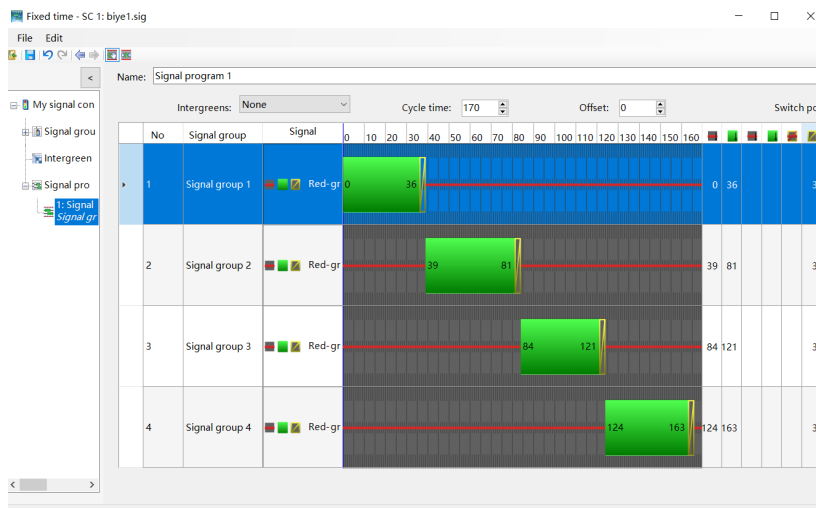 Fixed time - SC 1: biye1.sig
File Edit
Name: Signal program 1
My signal con
Signal grou
Intergreen
Signal pro
1: Signal
Signal gr
Intergreens: None Cycle time: 170 Offset: 0 Switch po
No Signal group Signal 0 10 20 30 40 50 60 70 80 90 100 110 120 130 140 150 160
1 Signal group 1 Red-gr 0 36 0 36 3
2 Signal group 2 Red-gr 39 81 39 81 3
3 Signal group 3 Red-gr 84 121 84 121 3
4 Signal group 4 Red-gr 124 163 124 163 3